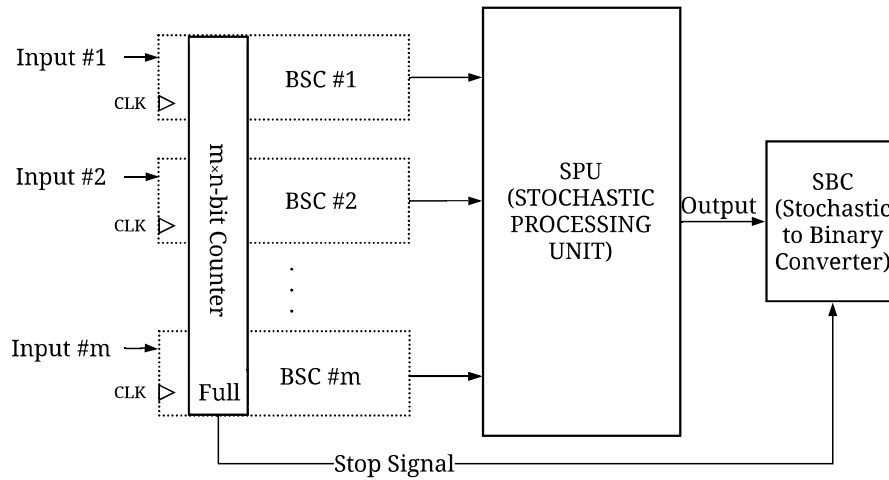 Input #1
CLK
BSC #1
Input #2
CLK
BSC #2
m×n-bit Counter
Input #m
CLK
BSC #m
Full
SPU
(STOCHASTIC
PROCESSING
UNIT)
Output
SBC
(Stochastic
to Binary
Converter)
Stop Signal